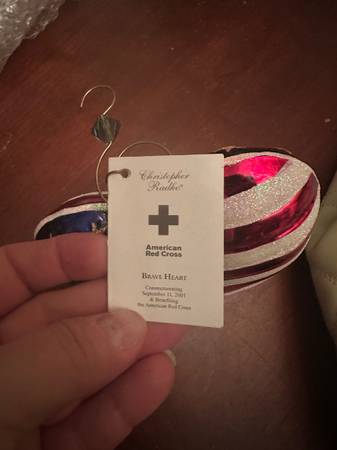 Christopher
Radko®
American
Red Cross
BRAVE HEART
Commemorating
September 11, 2001
& Benefiting
the American Red Cross